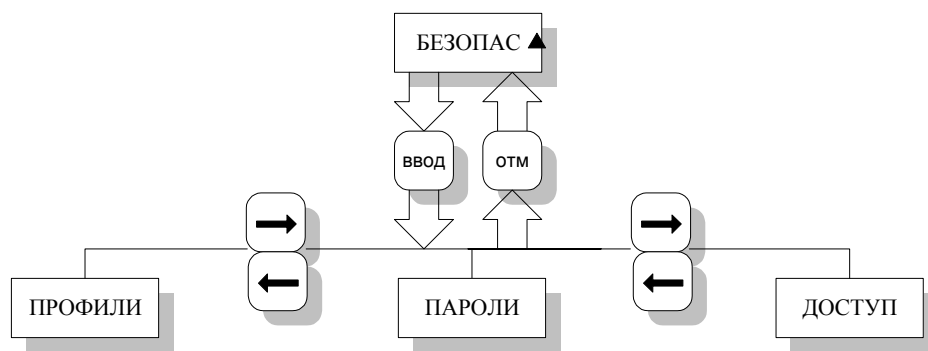 БЕЗОПАС
ввод
отм
ПРОФИЛИ
ПАРОЛИ
ДОСТУП